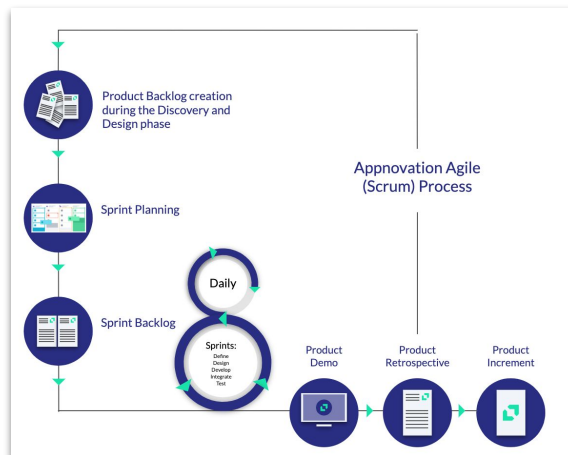 Product Backlog creation
during the Discovery and
Design phase
Appnovation Agile
(Scrum) Process
Sprint Planning
Daily
Sprint Backlog
Sprints:
Define
Design
Develop
Integrate
Test
Product
Demo
Product
Retrospective
Product
Increment